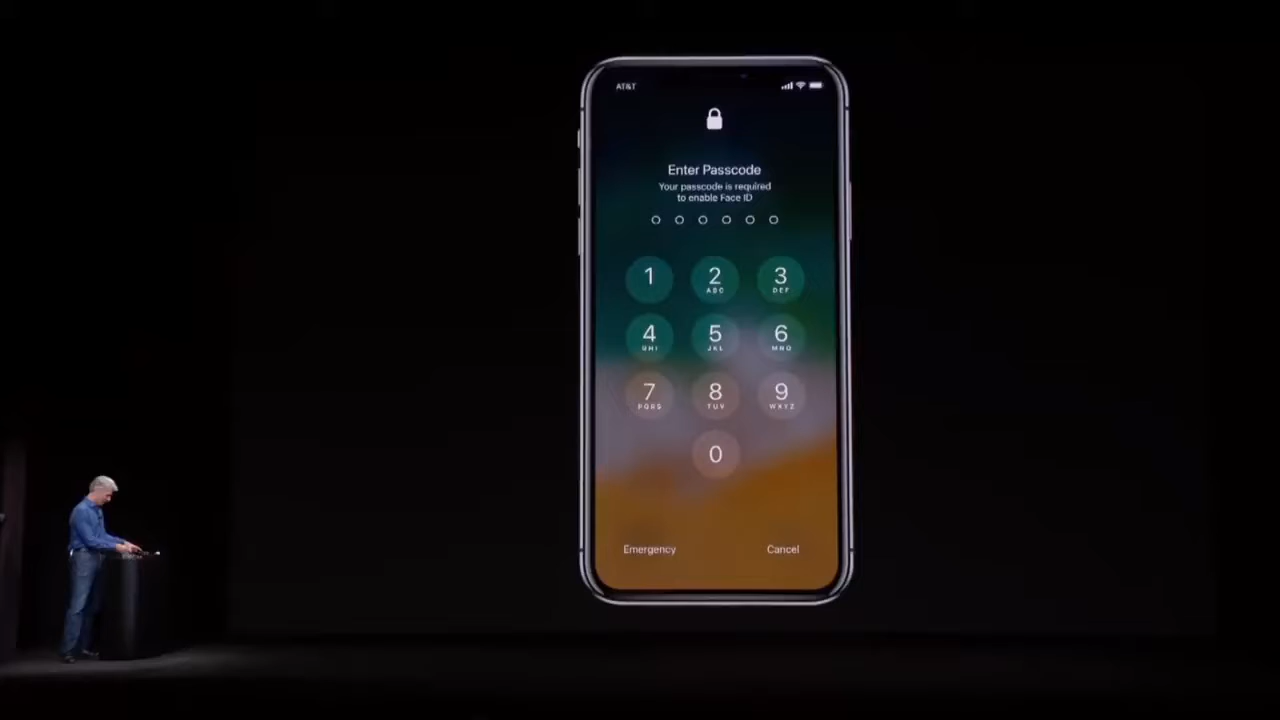 AT&T
Enter Passcode
Your passcode is required
to enable Face ID
1 2 3
ABC DEF
4 5 6
GHI JKL MNO
7 8 9
PQRS TUV WXYZ
0
Emergency Cancel